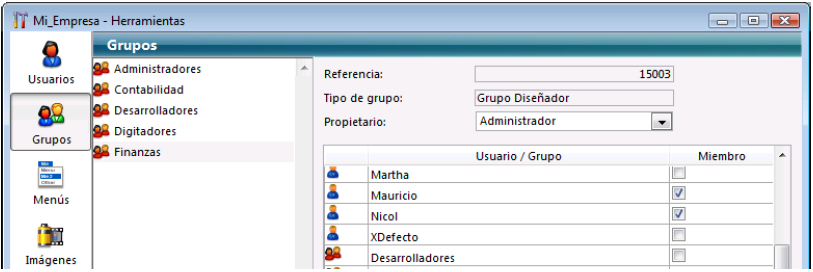 Mi_Empresa - Herramientas
Usuarios
Grupos
Menús
Imágenes
Grupos
Administradores
Contabilidad
Desarrolladores
Digitadores
Finanzas
Referencia: 15003
Tipo de grupo: Grupo Diseñador
Propietario: Administrador
Usuario / Grupo Miembro
Martha
Mauricio
Nicol
XDefecto
Desarrolladores